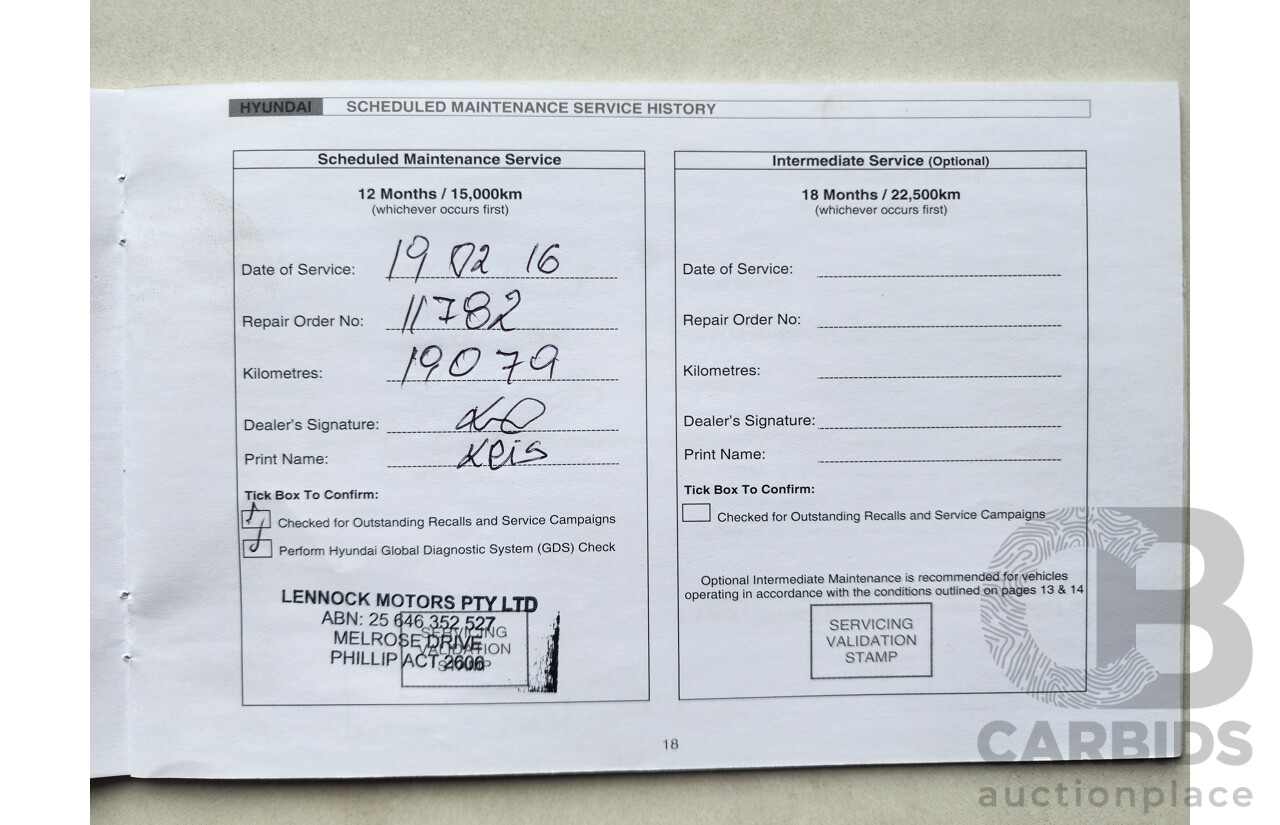 HYUNDAI SCHEDULED MAINTENANCE SERVICE HISTORY
Scheduled Maintenance Service
12 Months / 15,000km
(whichever occurs first)
Date of Service: 19 02 16
Repair Order No: 11782
Kilometres: 19079
Dealer's Signature:
Print Name:
Tick Box To Confirm:
Checked for Outstanding Recalls and Service Campaigns
Perform Hyundai Global Diagnostic System (GDS) Check
LENNOCK MOTORS PTY LTD
ABN: 25 646 352 527
MELROSE DRIVE
PHILLIP ACT 2606
SERVICING
VALIDATION
STAMP
Intermediate Service (Optional)
18 Months / 22,500km
(whichever occurs first)
Date of Service:
Repair Order No:
Kilometres:
Dealer's Signature:
Print Name:
Tick Box To Confirm:
Checked for Outstanding Recalls and Service Campaigns
Optional Intermediate Maintenance is recommended for vehicles
operating in accordance with the conditions outlined on pages 13 & 14
SERVICING
VALIDATION
STAMP
18
CB
CARBIDS
auctionplace